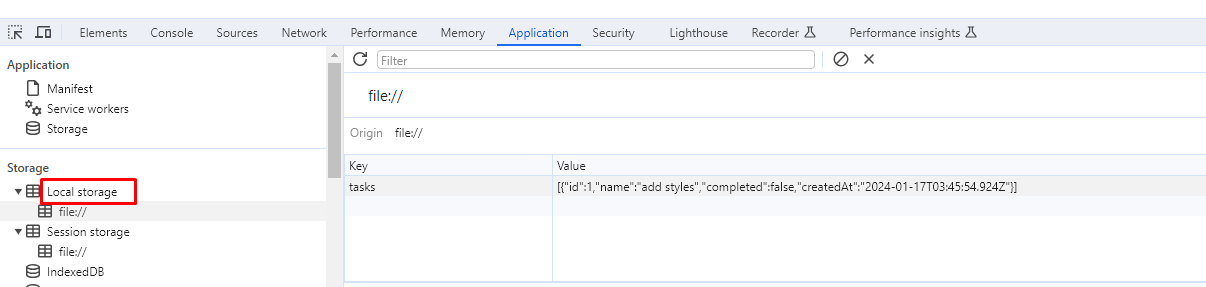 Elements Console Sources Network Performance Memory Application Security Lighthouse Recorder Performance insights
Application
Manifest
Service workers
Storage
Storage
Local storage
file://
Session storage
file://
IndexedDB
Filter
file://
Origin file://
Key Value
tasks [{"id":1,"name":"add styles","completed":false,"createdAt":"2024-01-17T03:45:54.924Z"}]